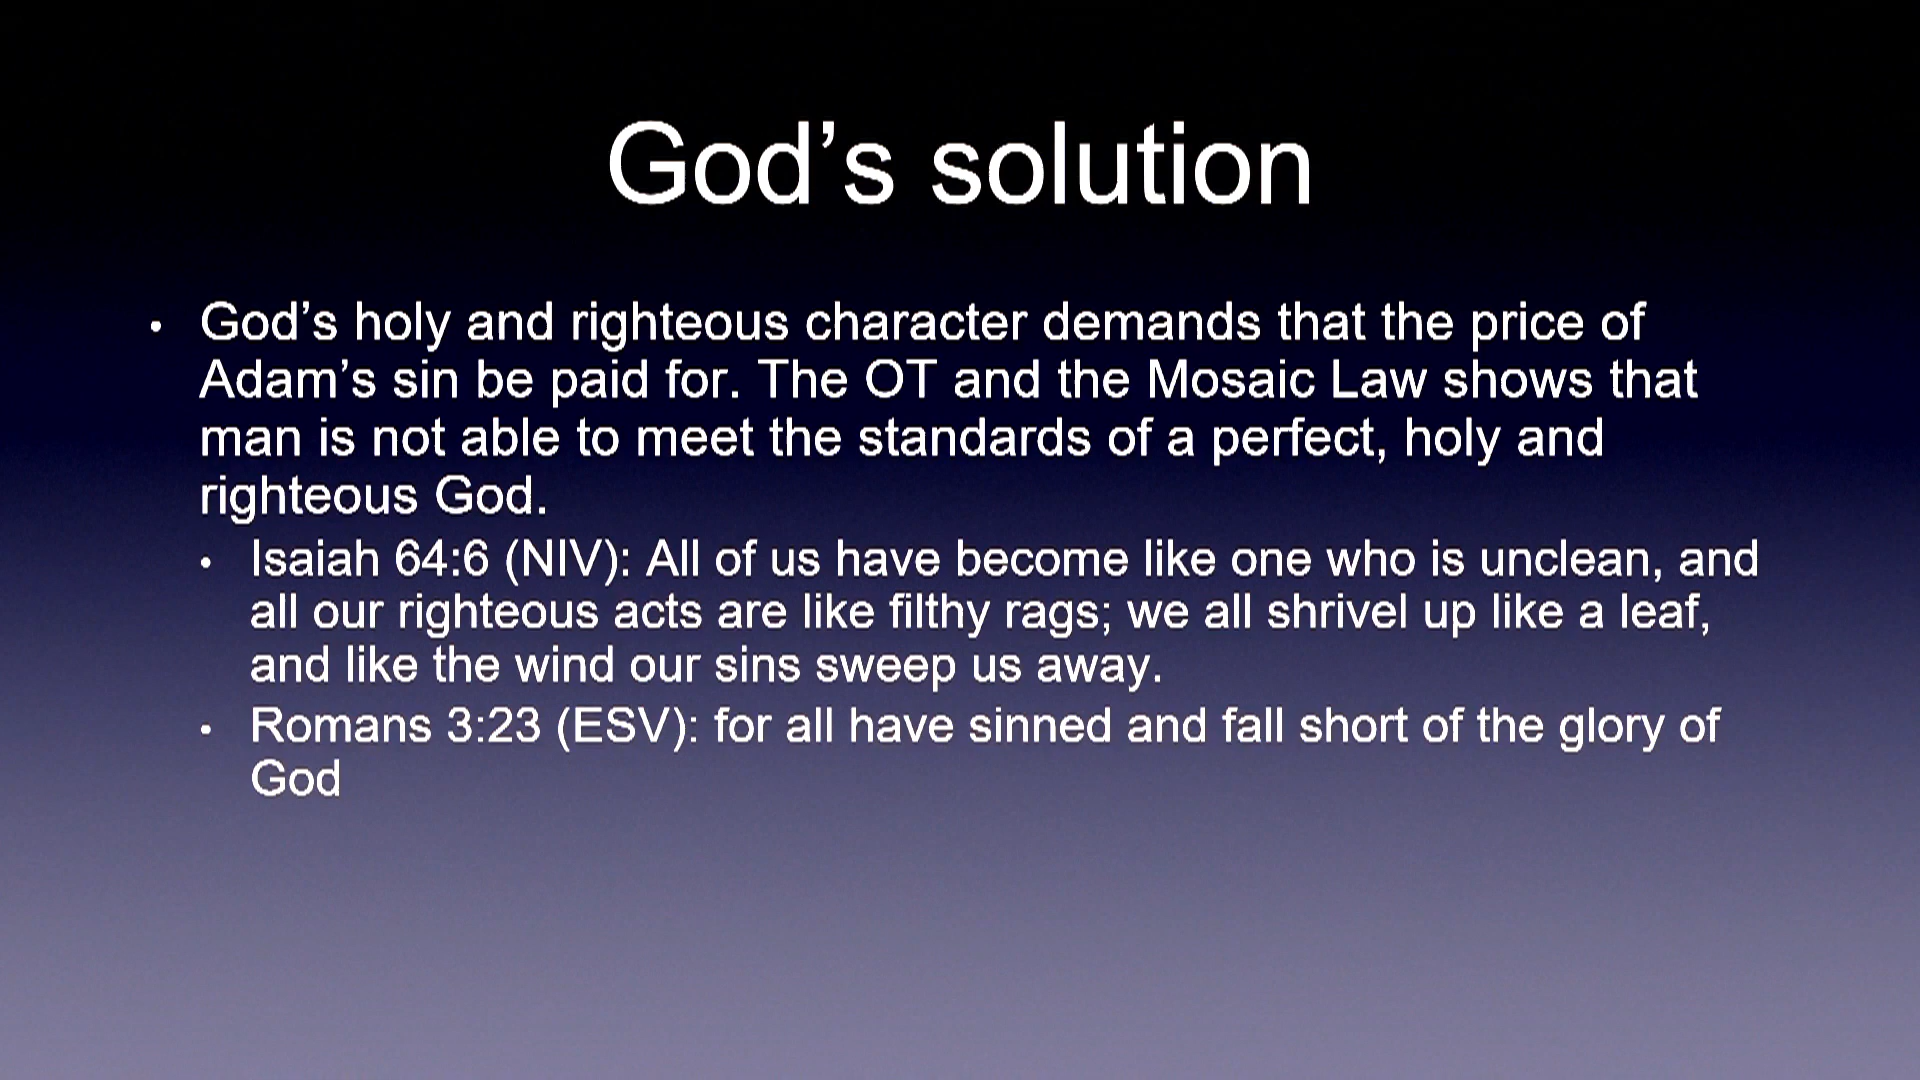 God’s solution
• God’s holy and righteous character demands that the price of
Adam’s sin be paid for. The OT and the Mosaic Law shows that
man is not able to meet the standards of a perfect, holy and
righteous God.
• Isaiah 64:6 (NIV): All of us have become like one who is unclean, and
all our righteous acts are like filthy rags; we all shrivel up like a leaf,
and like the wind our sins sweep us away.
• Romans 3:23 (ESV): for all have sinned and fall short of the glory of
God